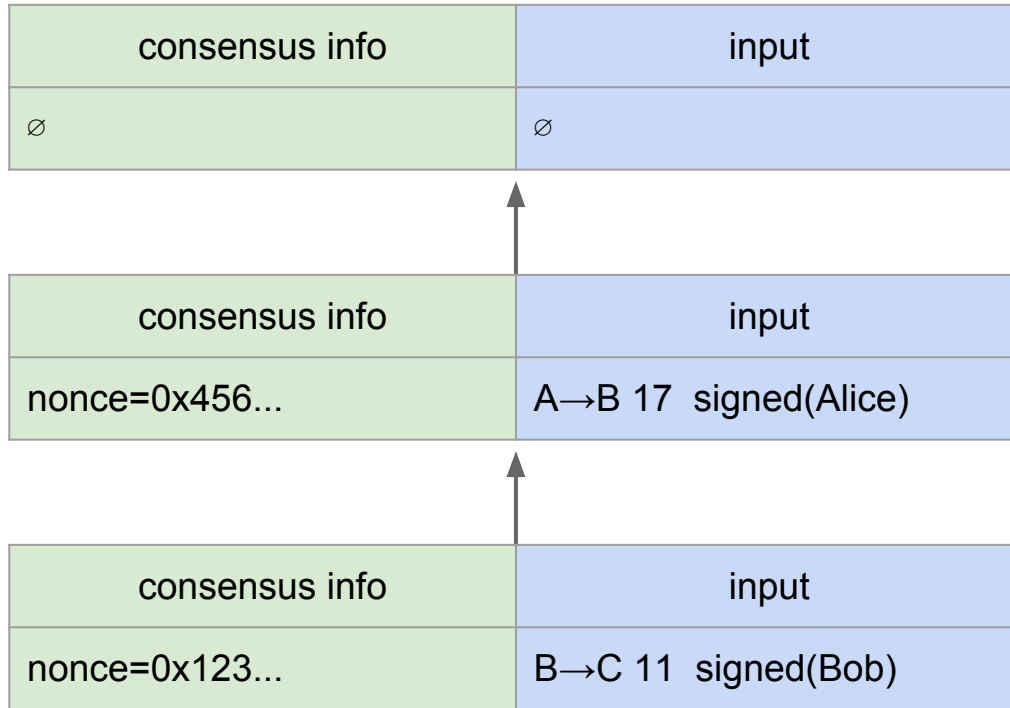 consensus info input
∅ ∅
consensus info input
nonce=0x456... A→B 17 signed(Alice)
consensus info input
nonce=0x123... B→C 11 signed(Bob)